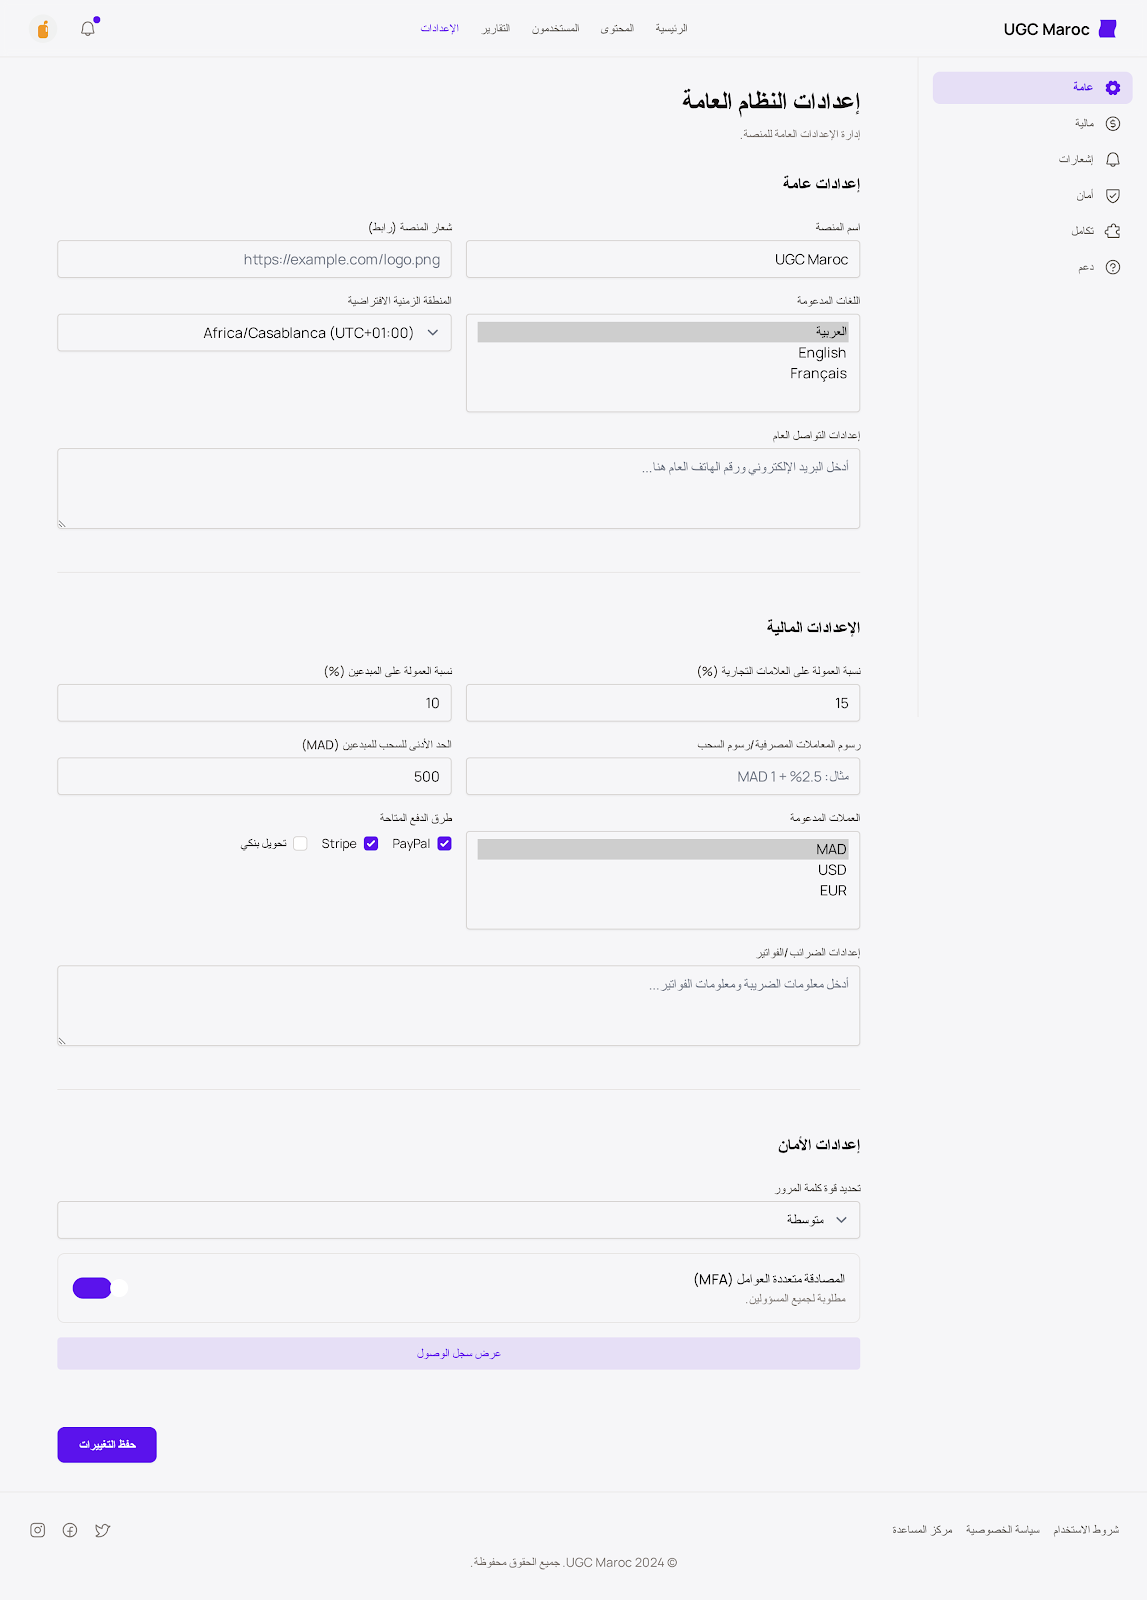 UGC Maroc
الرئيسية
المحتوى
المستخدمون
التقارير
الإعدادات
عامة
مالية
إشعارات
أمان
تكامل
دعم
إعدادات النظام العامة
إدارة الإعدادات العامة للمنصة.
إعدادات عامة
اسم المنصة
UGC Maroc
شعار المنصة (رابط)
https://example.com/logo.png
اللغات المدعومة
العربية
English
Français
المنطقة الزمنية الافتراضية
Africa/Casablanca (UTC+01:00)
إعدادات التواصل العام
أدخل البريد الإلكتروني ورقم الهاتف العام هنا...
الإعدادات المالية
نسبة العمولة على العلامات التجارية (%)
15
نسبة العمولة على المبدعين (%)
10
رسوم المعاملات المصرفية/رسوم السحب
مثال: 2.5% + 1 MAD
الحد الأدنى للسحب للمبدعين (MAD)
500
العملات المدعومة
MAD
USD
EUR
طرق الدفع المتاحة
PayPal
Stripe
تحويل بنكي
إعدادات الضرائب/الفواتير
أدخل معلومات الضريبة ومعلومات الفواتير...
إعدادات الأمان
تحديد قوة كلمة المرور
متوسطة
المصادقة متعددة العوامل (MFA)
مطلوبة لجميع المسؤولين.
عرض سجل الوصول
حفظ التغييرات
شروط الاستخدام
سياسة الخصوصية
مركز المساعدة
© 2024 UGC Maroc. جميع الحقوق محفوظة.